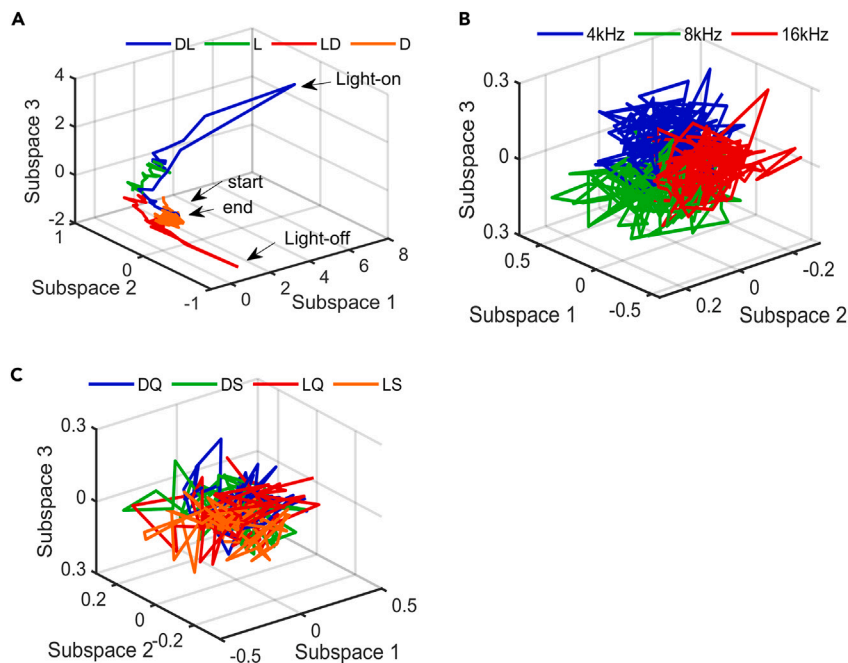 A
DL L LD D
4
2
0
-2
Subspace 3
Light-on
start
end
Light-off
1
0
-1
Subspace 2
0 2 4 6 8
Subspace 1
B
4kHz 8kHz 16kHz
0.3
0
0.3
Subspace 3
0.5
0
-0.5
Subspace 1
0.2 0 -0.2
Subspace 2
C
DQ DS LQ LS
0.3
0
0.3
Subspace 3
0.2
0
-0.2
Subspace 2
-0.5 0 0.5
Subspace 1